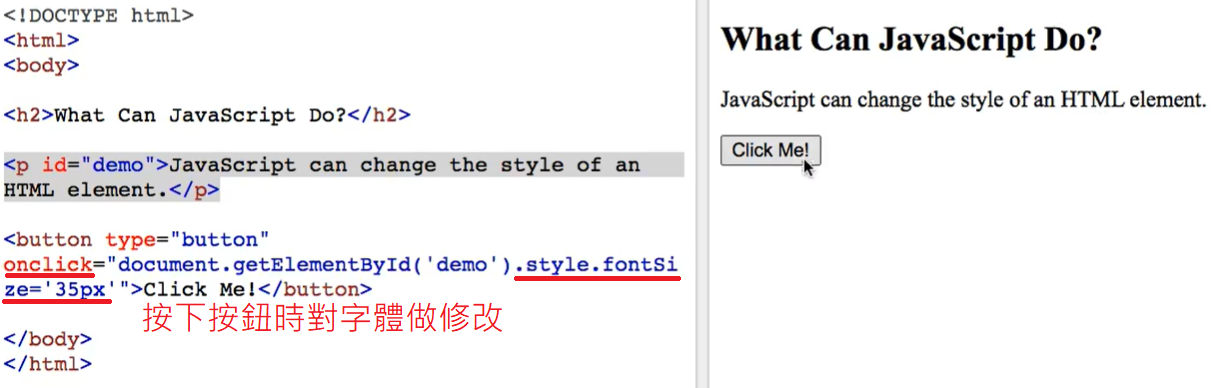 <!DOCTYPE html>
<html>
<body>
<h2>What Can JavaScript Do?</h2>
<p id="demo">JavaScript can change the style of an
HTML element.</p>
<button type="button"
onclick="document.getElementById('demo').style.fontSi
ze='35px'">Click Me!</button>
按下按鈕時對字體做修改
</body>
</html>
What Can JavaScript Do?
JavaScript can change the style of an HTML element.
Click Me!